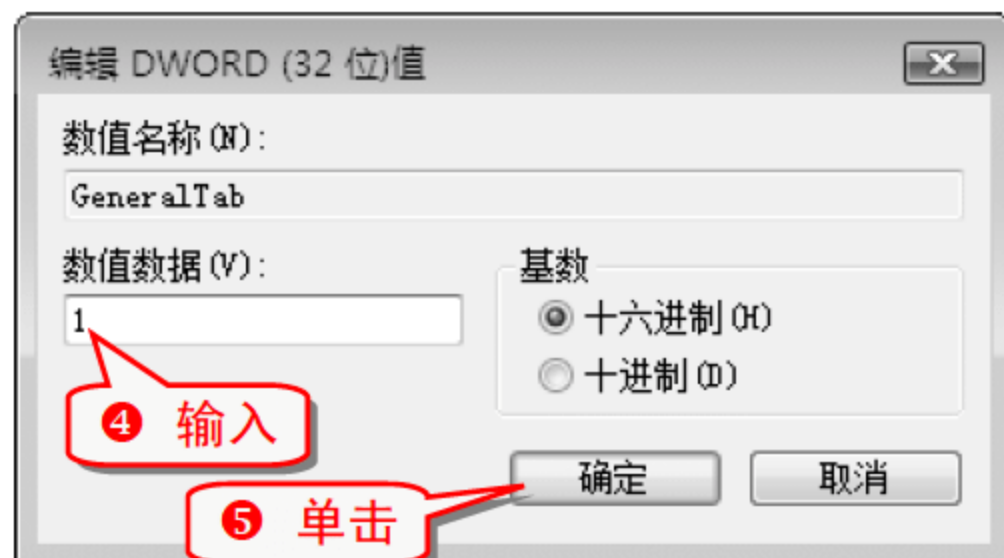 编辑 DWORD (32 位)值
数值名称(N):
GeneralTab
数值数据(V):
1
基数
十六进制(H)
十进制(D)
❹ 输入
确定
取消
❺ 单击